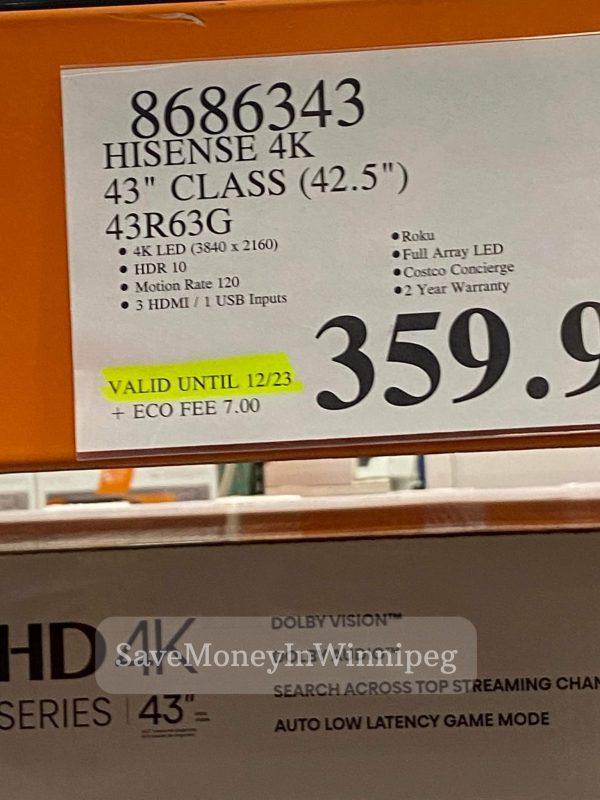 8686343
HISENSE 4K
43" CLASS (42.5")
43R63G
• 4K LED (3840 x 2160)
• HDR 10
• Motion Rate 120
• 3 HDMI / 1 USB Inputs
• Roku
• Full Array LED
• Costco Concierge
• 2 Year Warranty
VALID UNTIL 12/23
+ ECO FEE 7.00
359.9
HD 4K
SERIES | 43"
DOLBY VISION™
SaveMoneyInWinnipeg
SEARCH ACROSS TOP STREAMING CHAN
AUTO LOW LATENCY GAME MODE